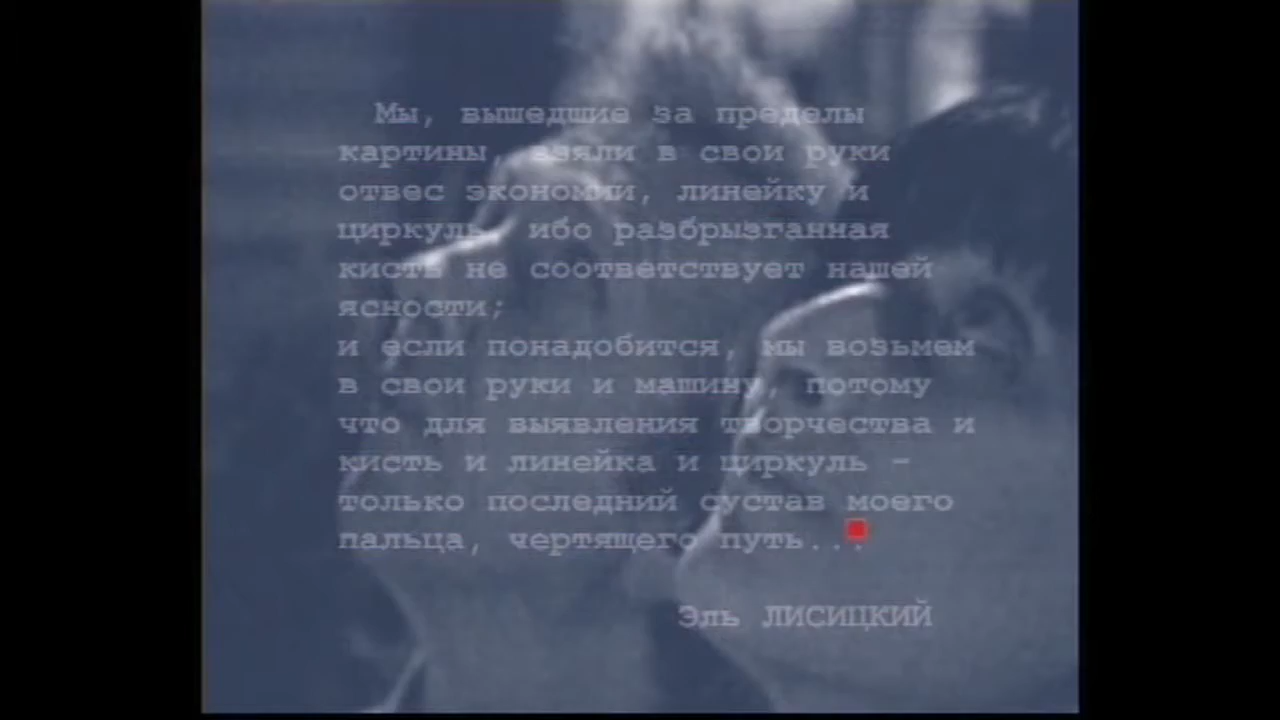 Мы, вышедшие за пределы
картины, взяли в свои руки
отвес экономии, линейку и
циркуль, ибо разбрызганная
кисть не соответствует нашей
ясности;
и если понадобится, мы возьмем
в свои руки и машину, потому
что для выявления творчества и
кисть и линейка и циркуль -
только последний сустав моего
пальца, чертящего путь...
Эль ЛИСИЦКИЙ